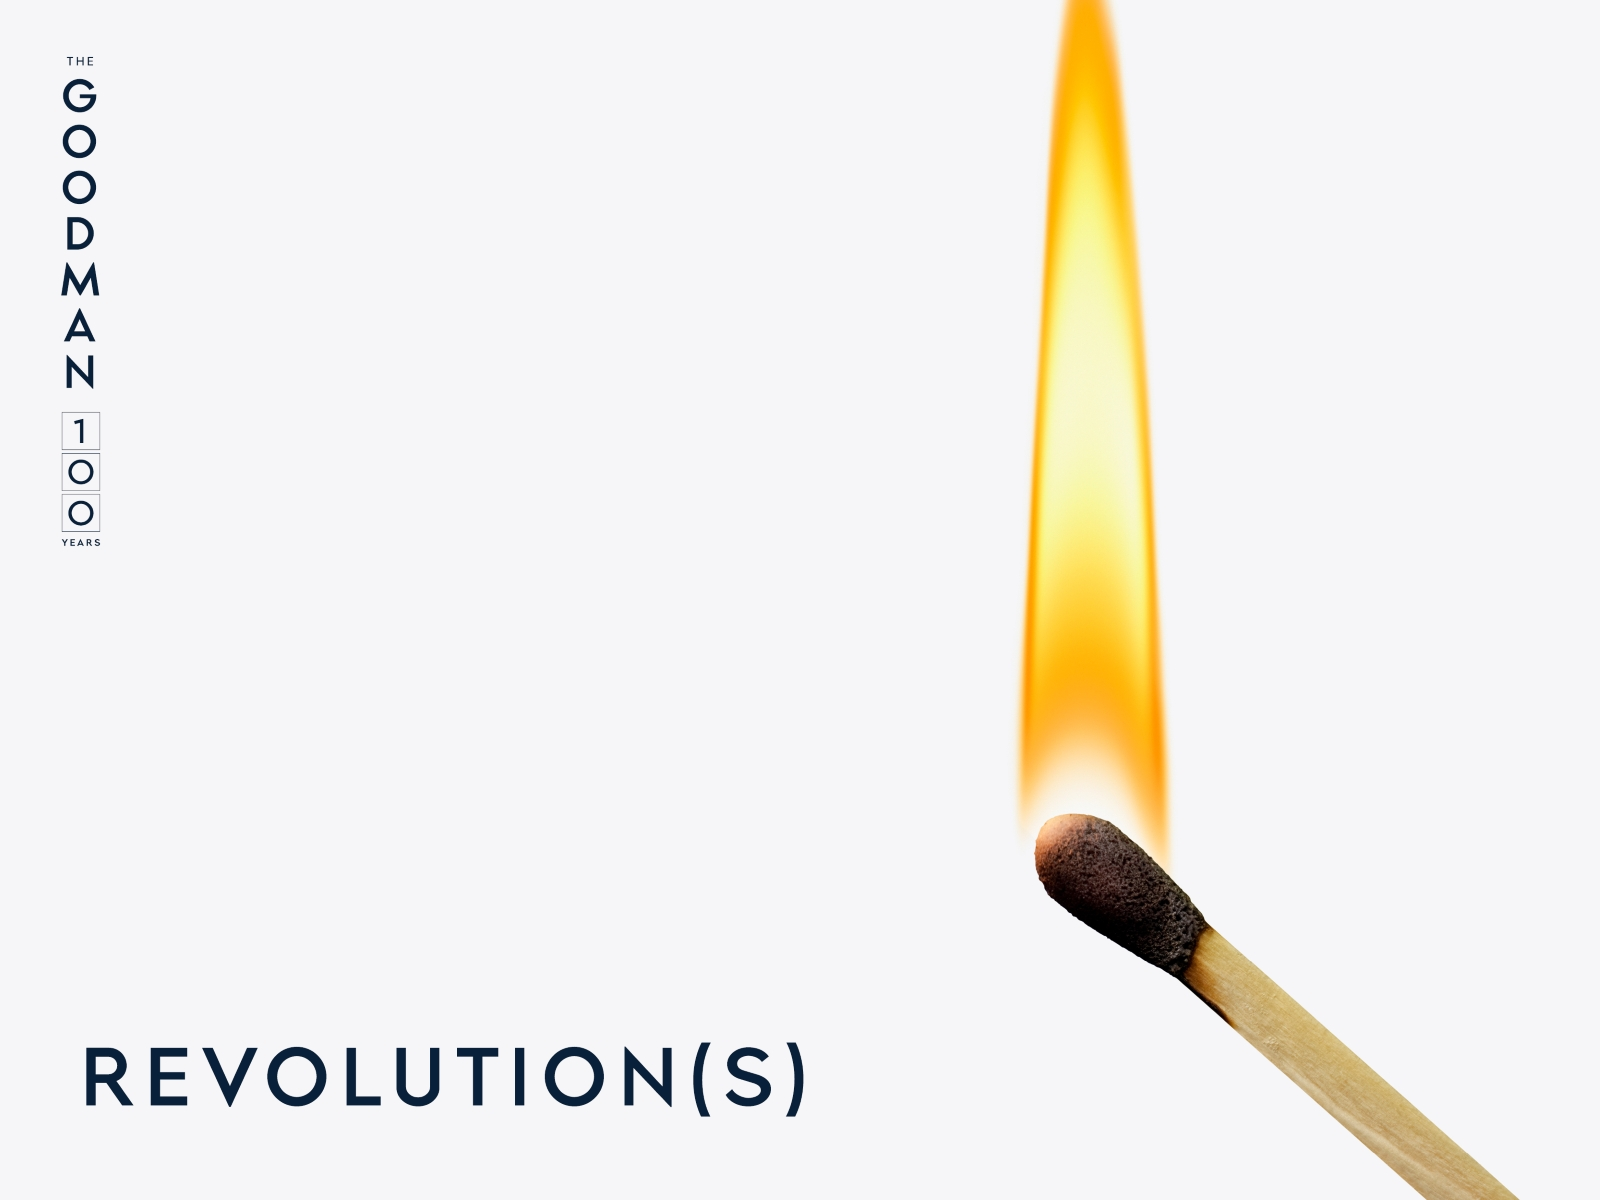 THE
GOODMAN
100
YEARS
REVOLUTION(S)